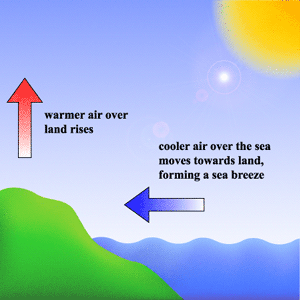 warmer air over
land rises
cooler air over the sea
moves towards land,
forming a sea breeze